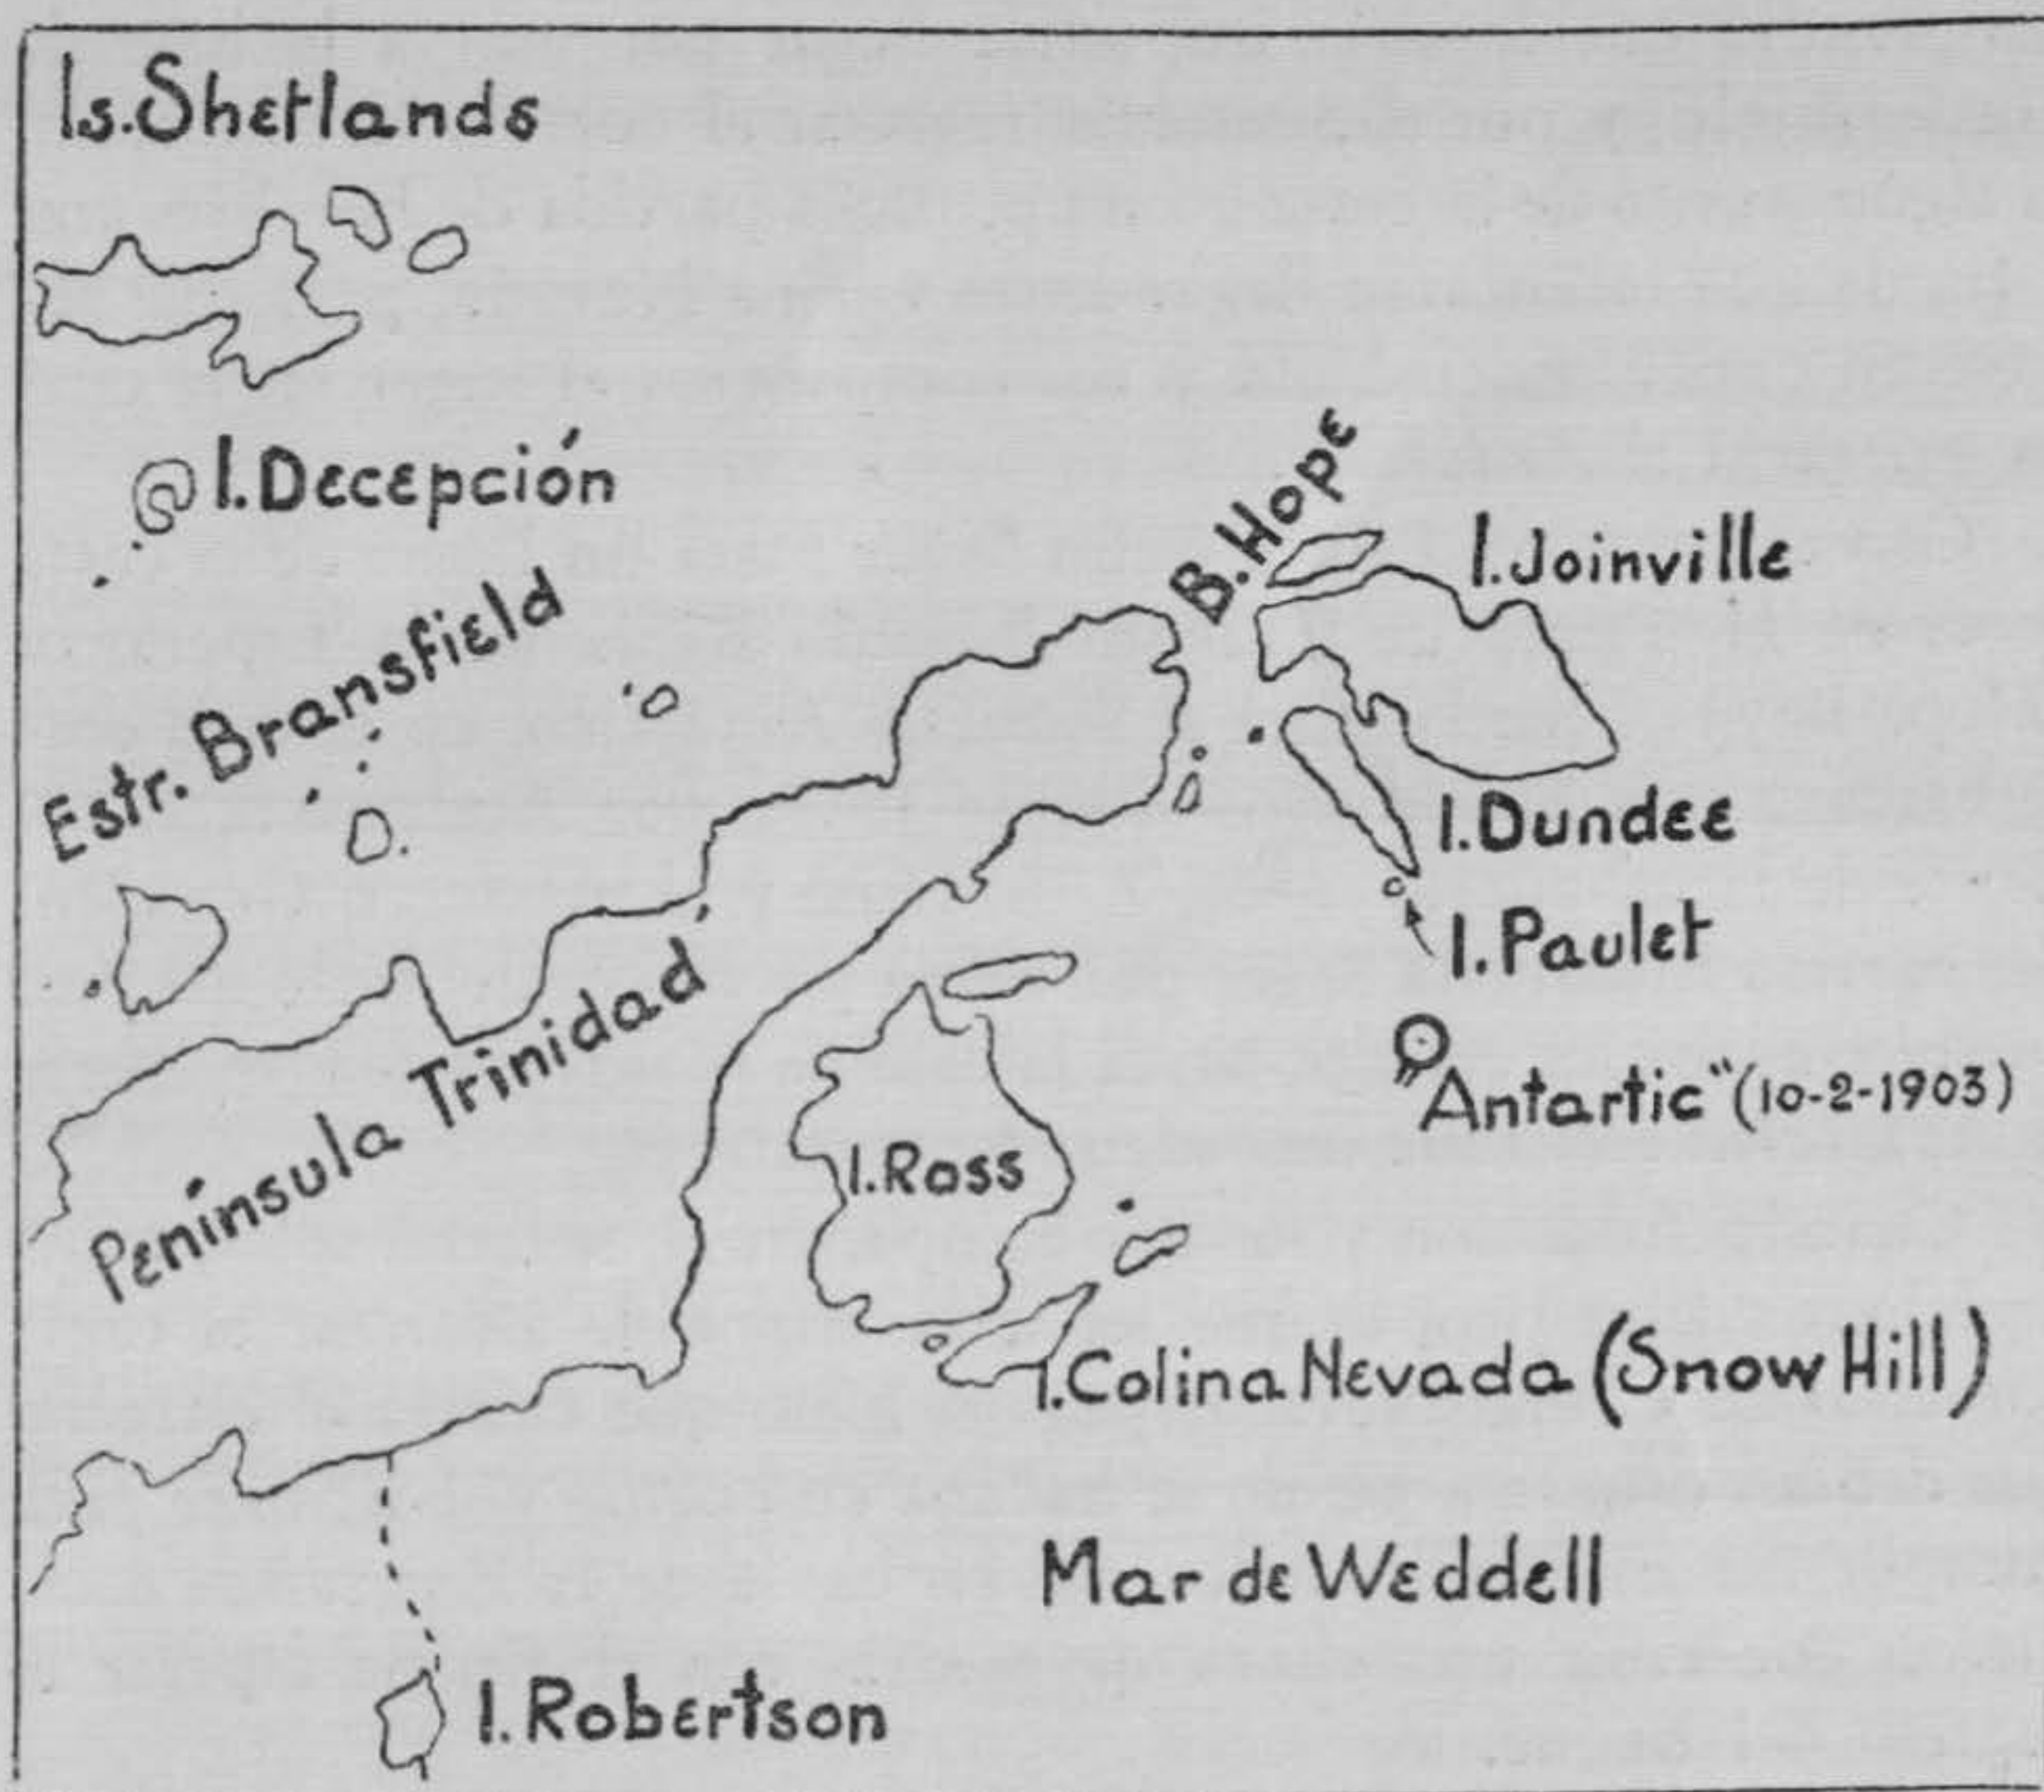 Is. Shetlands
I. Decepción
B. Hope
I. Joinville
Estr. Bransfield
I. Dundee
I. Paulet
Península Trinidad
"Antartic" (10-2-1903)
I. Ross
I. Colina Nevada (Snow Hill)
Mar de Weddell
I. Robertson